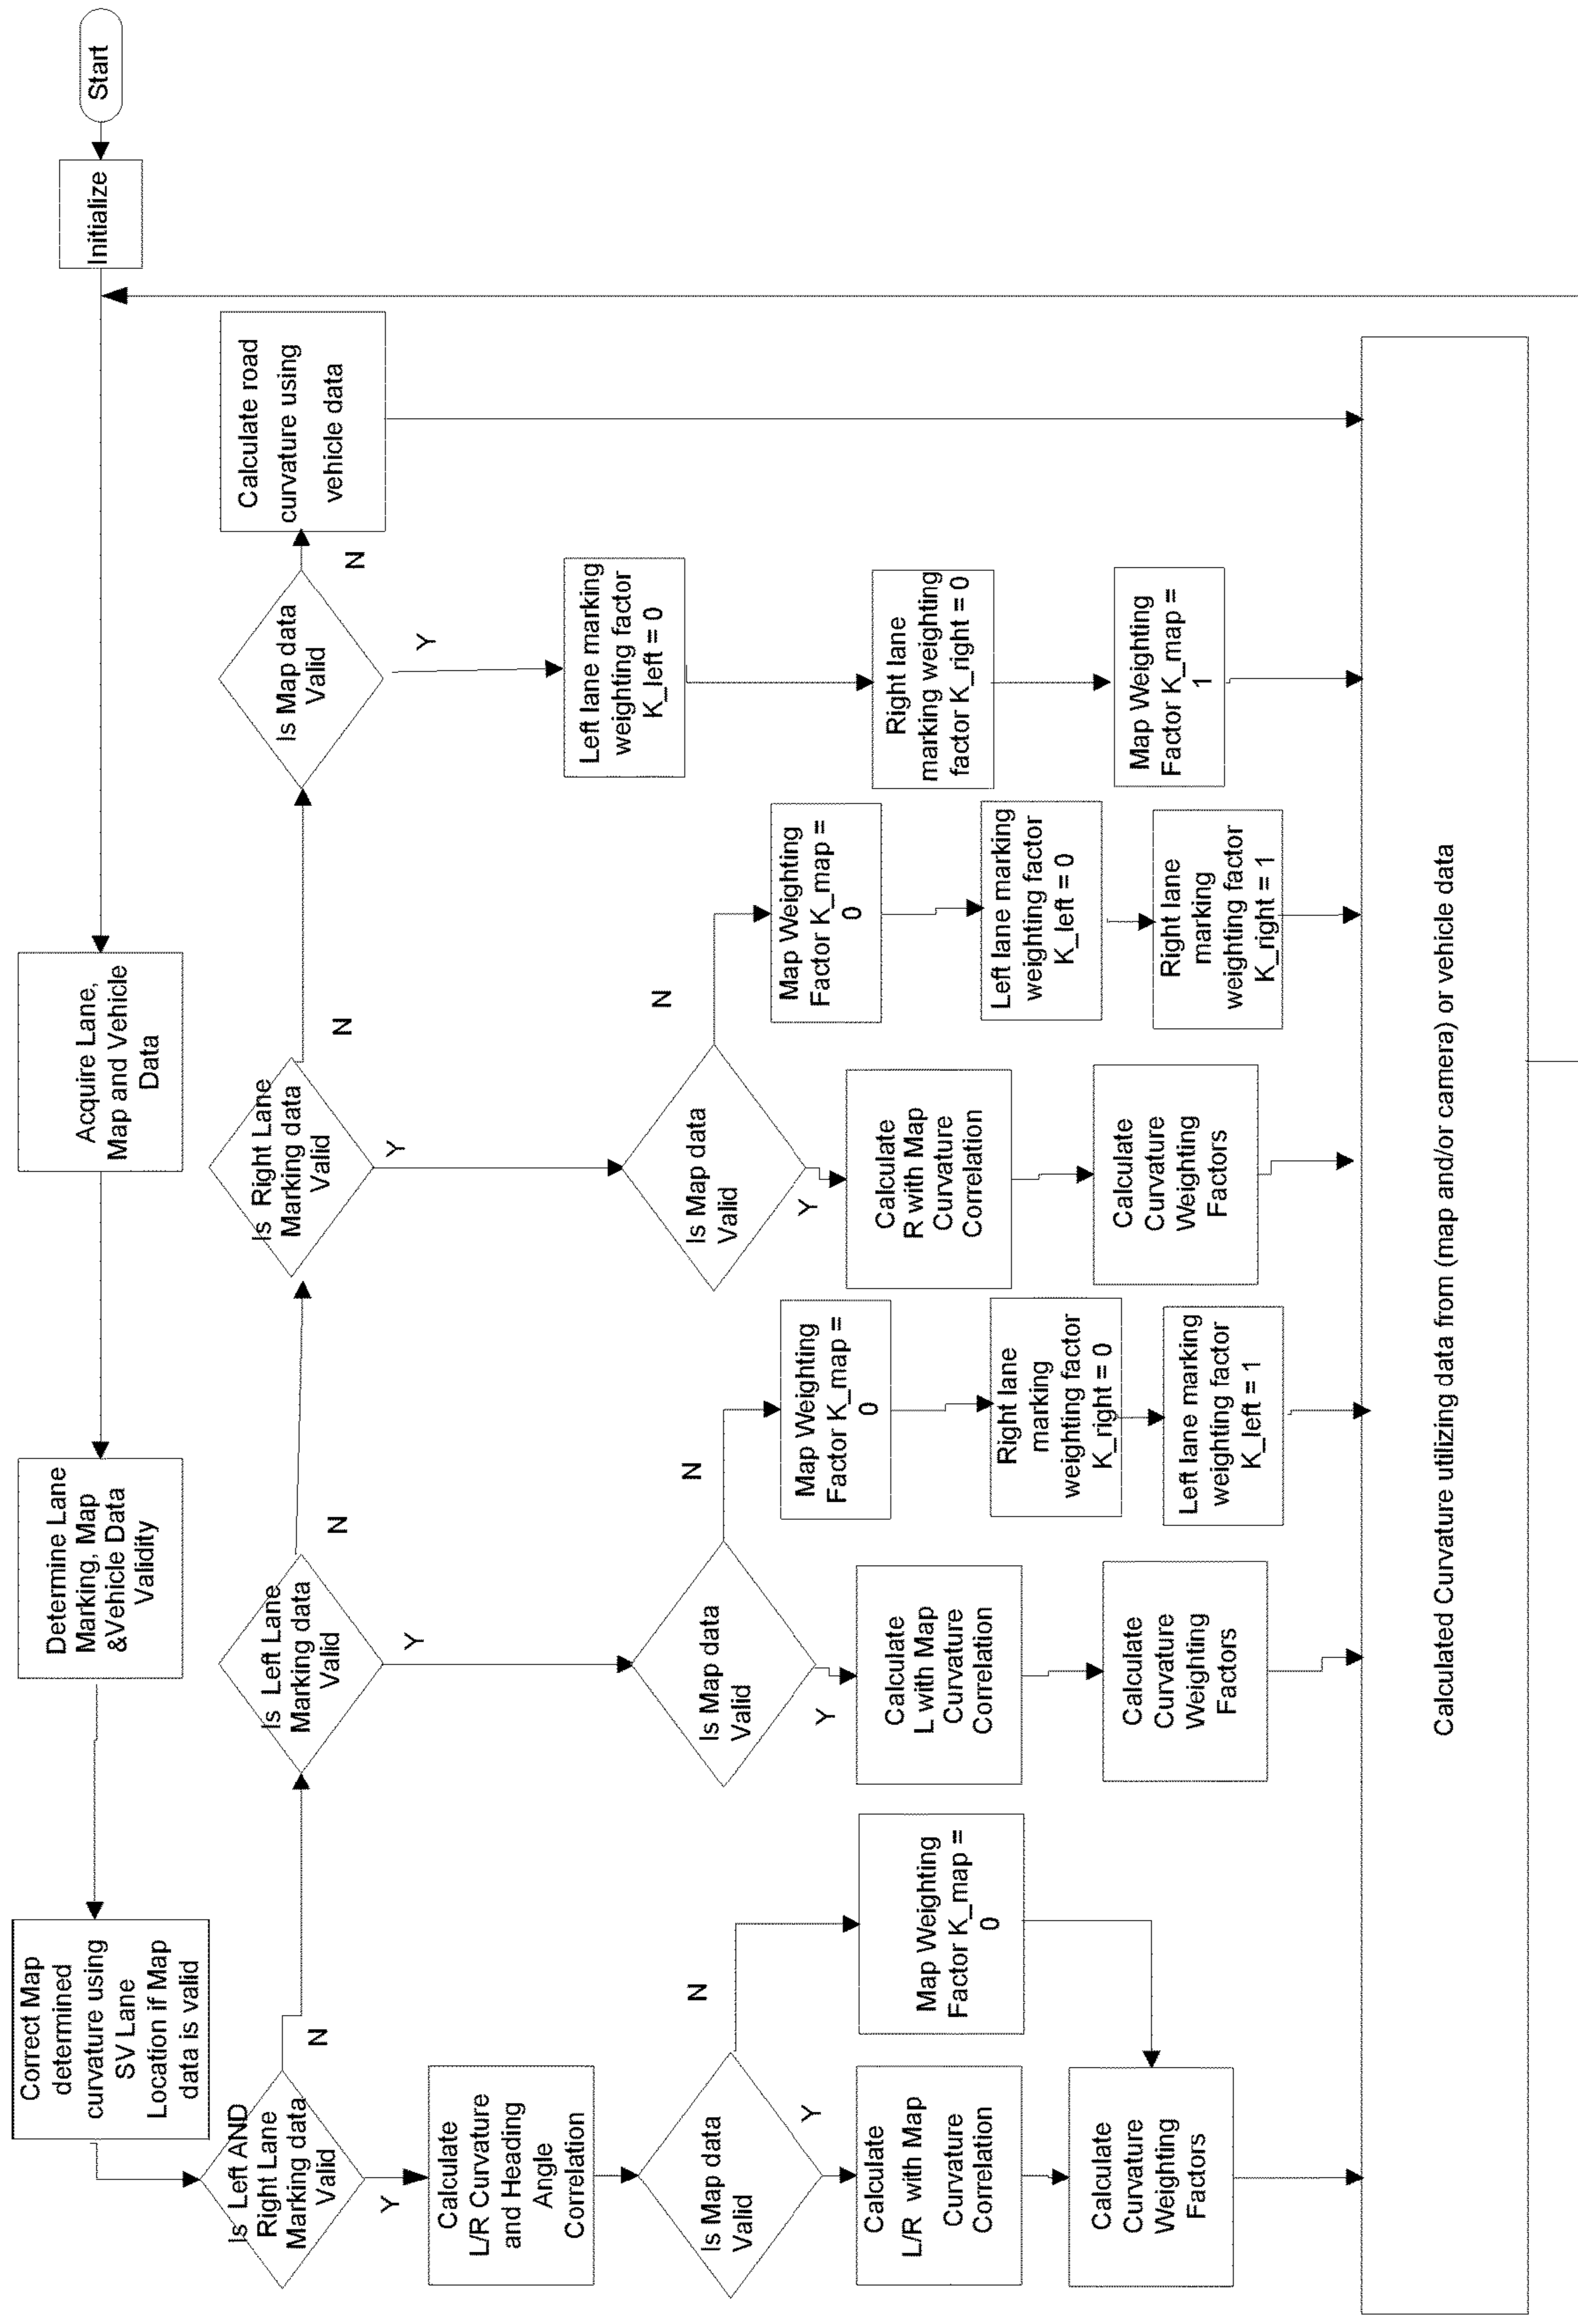 Start
Initialize
Acquire Lane,
Map and Vehicle
Data
Determine Lane
Marking, Map
&Vehicle Data
Validity
Correct Map
determined
curvature using
SV Lane
Location if Map
data is valid
Is Left AND
Right Lane
Marking data
Valid
N
Y
Calculate
L/R Curvature
and Heading
Angle
Correlation
Is Map data
Valid
N
Y
Map Weighting
Factor K_map =
0
Calculate
L/R with Map
Curvature
Correlation
Calculate
Curvature
Weighting
Factors
Is Left Lane
Marking data
Valid
N
Y
Is Map data
Valid
N
Y
Calculate
L with Map
Curvature
Correlation
Calculate
Curvature
Weighting
Factors
Map Weighting
Factor K_map =
0
Right lane
marking
weighting factor
K_right = 0
Left lane marking
weighting factor
K_left = 1
Is Right Lane
Marking data
Valid
N
Y
Is Map data
Valid
N
Y
Calculate
R with Map
Curvature
Correlation
Calculate
Curvature
Weighting
Factors
Map Weighting
Factor K_map =
0
Left lane marking
weighting factor
K_left = 0
Right lane
marking
weighting factor
K_right = 1
Is Map data
Valid
N
Y
Left lane marking
weighting factor
K_left = 0
Right lane
marking weighting
factor K_right = 0
Map Weighting
Factor K_map =
1
Calculate road
curvature using
vehicle data
Calculated Curvature utilizing data from (map and/or camera) or vehicle data